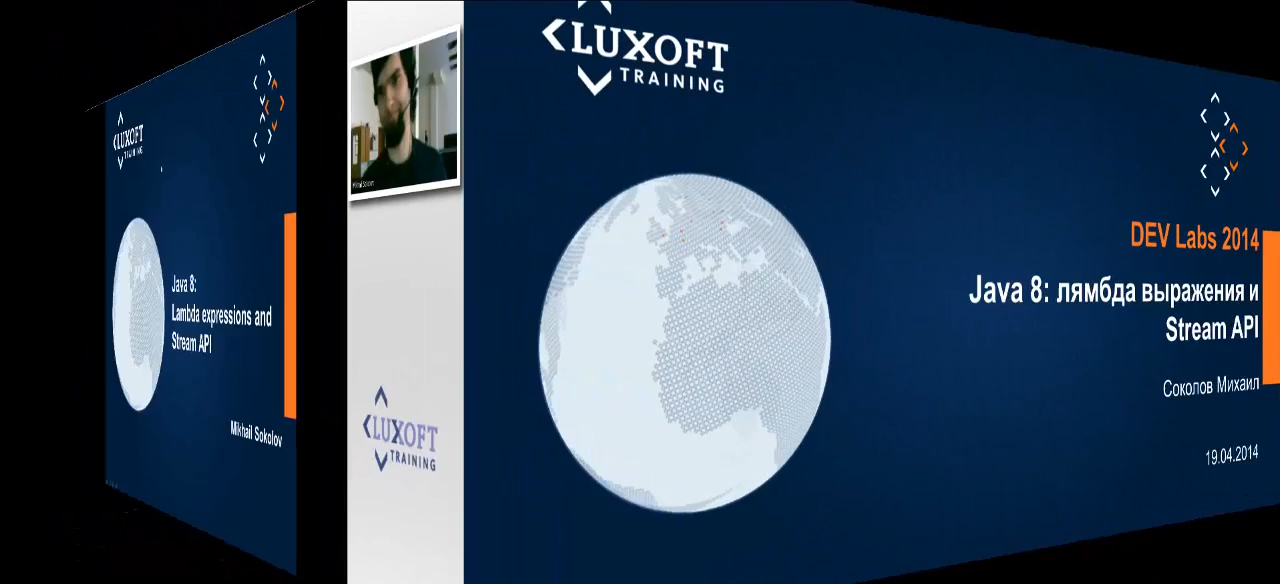 LUXOFT
TRAINING
Java 8:
Lambda expressions and
Stream API
Mikhail Sokolov
LUXOFT
TRAINING
LUXOFT
TRAINING
DEV Labs 2014
Java 8: лямбда выражения и
Stream API
Соколов Михаил
19.04.2014